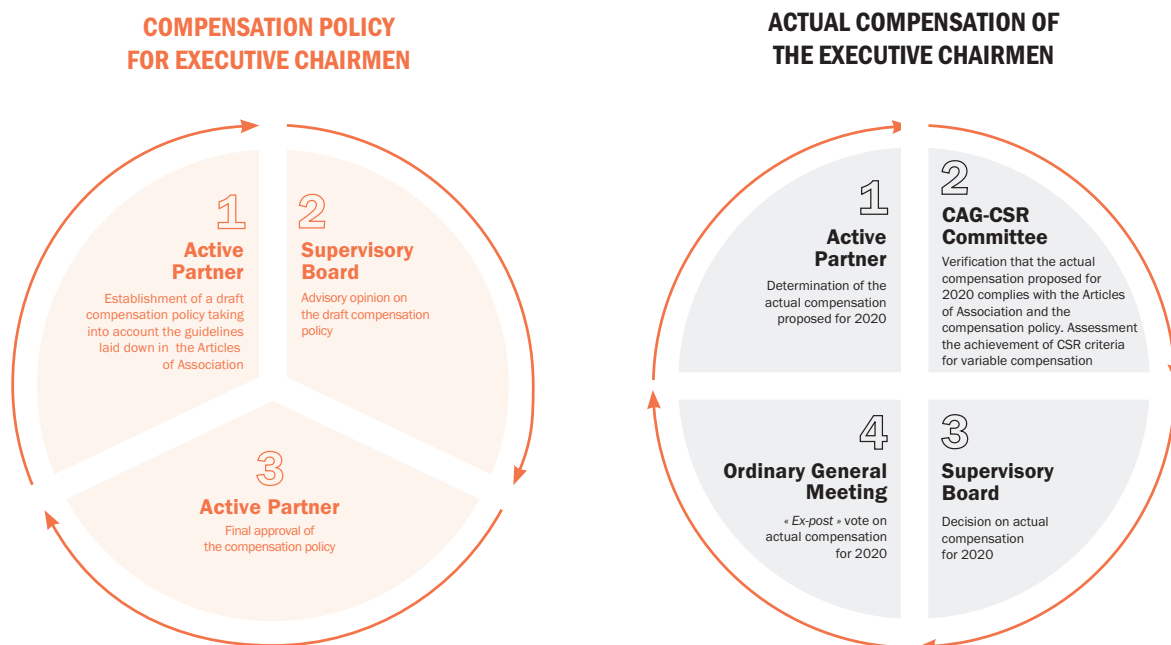 COMPENSATION POLICY
FOR EXECUTIVE CHAIRMEN
1
Active
Partner
Establishment of a draft
compensation policy taking
into account the guidelines
laid down in the Articles
of Association
2
Supervisory
Board
Advisory opinion on
the draft compensation
policy
3
Active Partner
Final approval of
the compensation policy
ACTUAL COMPENSATION OF
THE EXECUTIVE CHAIRMEN
1
Active
Partner
Determination of the
actual compensation
proposed for 2020
2
CAG-CSR
Committee
Verification that the actual
compensation proposed for
2020 complies with the Articles
of Association and the
compensation policy. Assessment
the achievement of CSR criteria
for variable compensation
3
Supervisory
Board
Decision on actual
compensation
for 2020
4
Ordinary General
Meeting
« Ex-post » vote on
actual compensation
for 2020